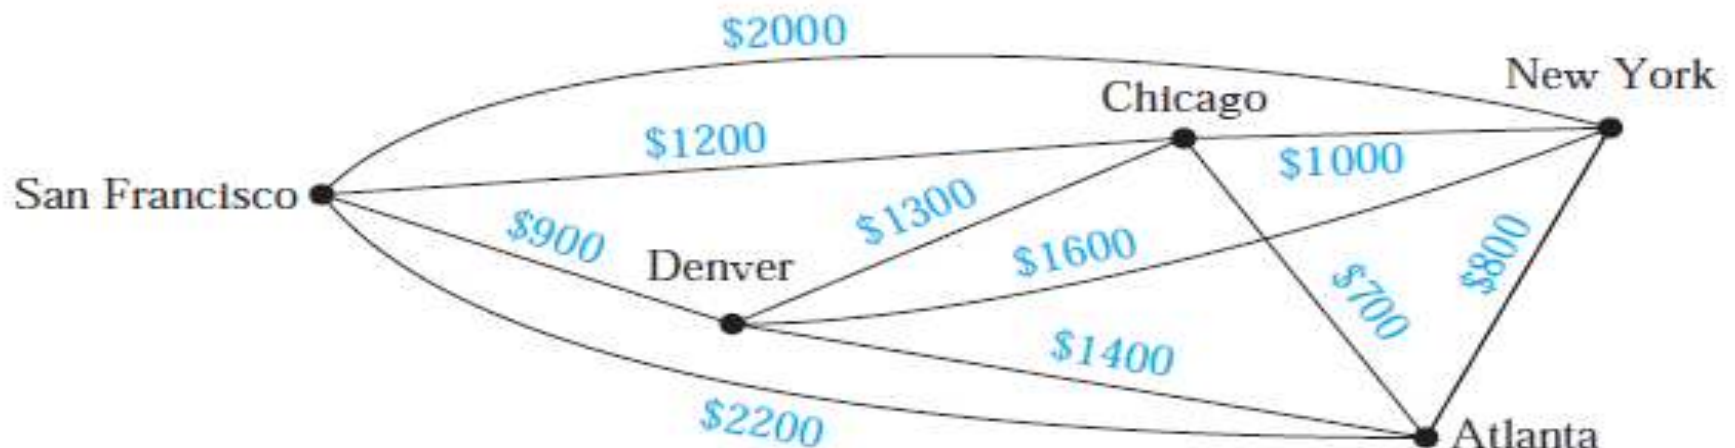 $2000
New York
Chicago
$1200
$1000
San Francisco
$1300
$900
$1600
$800
Denver
$700
$1400
$2200
Atlanta